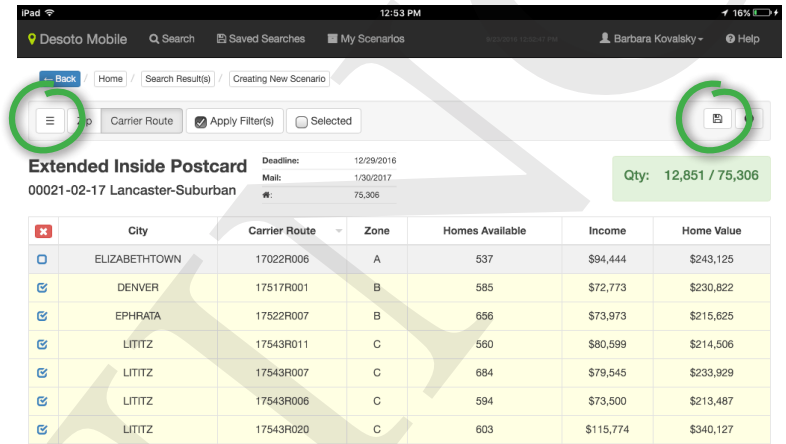 iPad 12:53 PM 16%
Desoto Mobile Search Saved Searches My Scenarios Barbara Kovalsky Help
← Back / Home / Search Result(s) / Creating New Scenario
Carrier Route Apply Filter(s) Selected
Extended Inside Postcard
00021-02-17 Lancaster-Suburban
Deadline: 12/29/2016
Mail: 1/30/2017
: 75,306
Qty: 12,851 / 75,306
City Carrier Route Zone Homes Available Income Home Value
ELIZABETHTOWN 17022R006 A 537 $94,444 $243,125
DENVER 17517R001 B 585 $72,773 $230,822
EPHRATA 17522R007 B 656 $73,973 $215,625
LITITZ 17543R011 C 560 $80,599 $214,506
LITITZ 17543R007 C 684 $79,545 $233,929
LITITZ 17543R006 C 594 $73,500 $213,487
LITITZ 17543R020 C 603 $115,774 $340,127